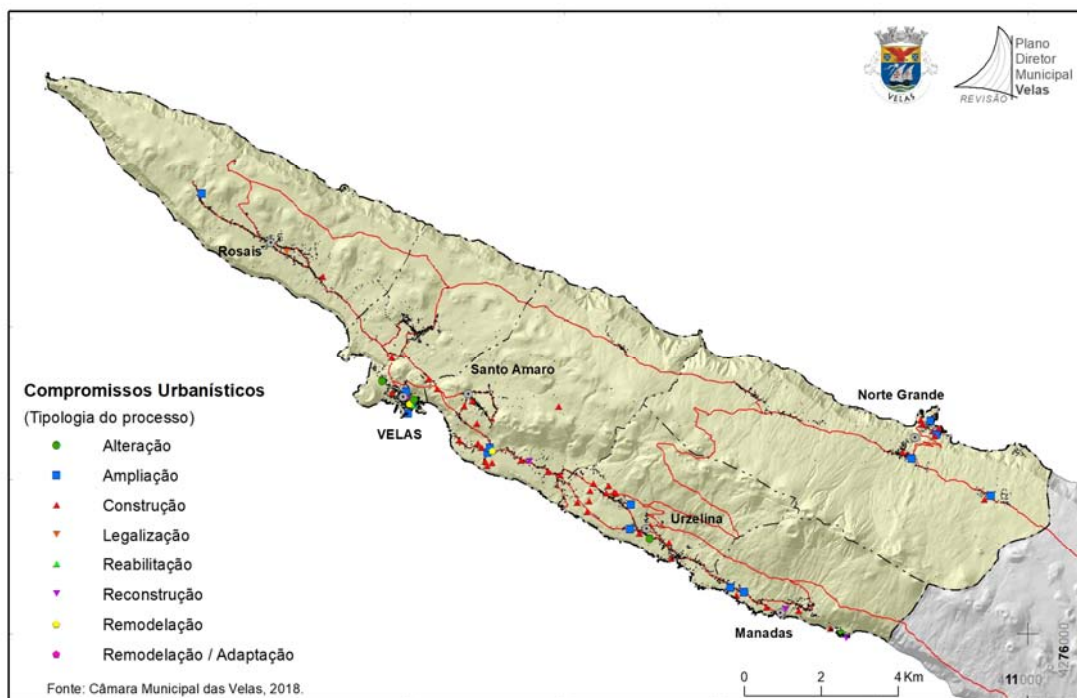 VELAS
Plano
Diretor
Municipal
Velas
REVISÃO
Rosais
Santo Amaro
Norte Grande
VELAS
Urzelina
Manadas
Compromissos Urbanísticos
(Tipologia do processo)
Alteração
Ampliação
Construção
Legalização
Reabilitação
Reconstrução
Remodelação
Remodelação / Adaptação
Fonte: Câmara Municipal das Velas, 2018.
0 2 4 Km
411000
4276000